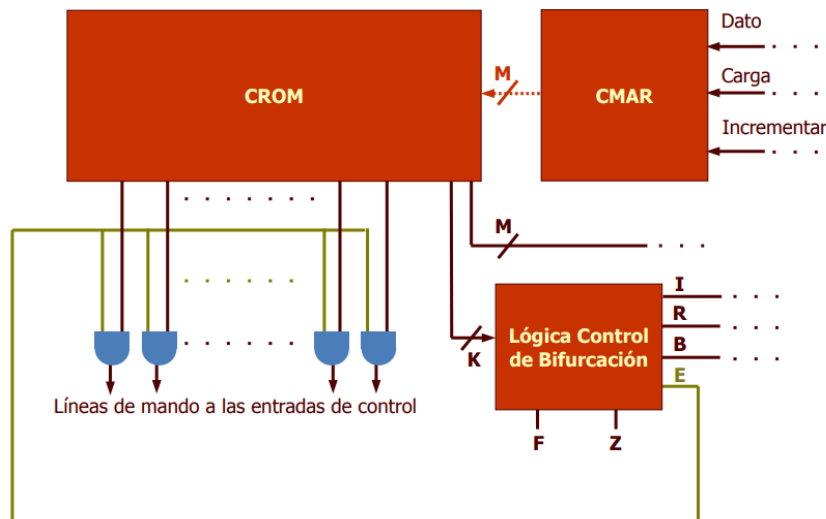 Dato
M
Carga
CROM
CMAR
Incrementar
M
I
R
Lógica Control
de Bifurcación
B
K
E
Líneas de mando a las entradas de control
F
Z